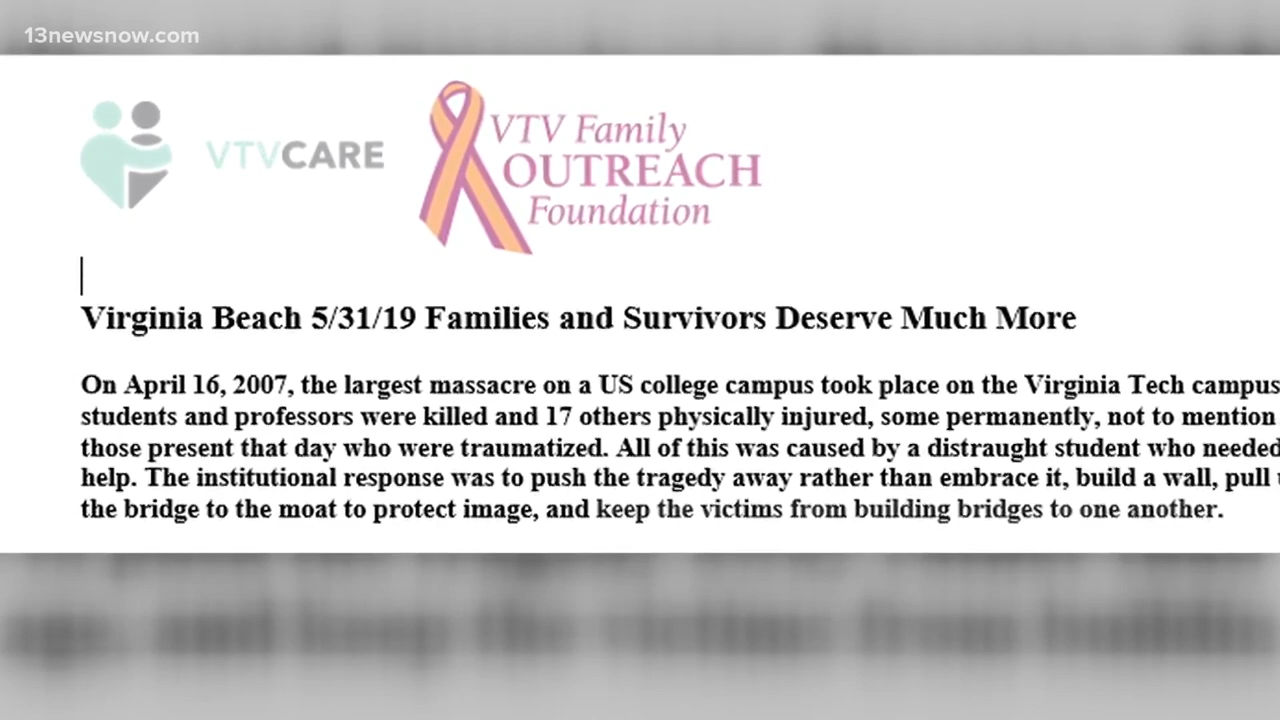 13newsnow.com
VTVCARE
VTV Family
OUTREACH
Foundation
Virginia Beach 5/31/19 Families and Survivors Deserve Much More
On April 16, 2007, the largest massacre on a US college campus took place on the Virginia Tech campus
students and professors were killed and 17 others physically injured, some permanently, not to mention
those present that day who were traumatized. All of this was caused by a distraught student who needed
help. The institutional response was to push the tragedy away rather than embrace it, build a wall, pull
the bridge to the moat to protect image, and keep the victims from building bridges to one another.